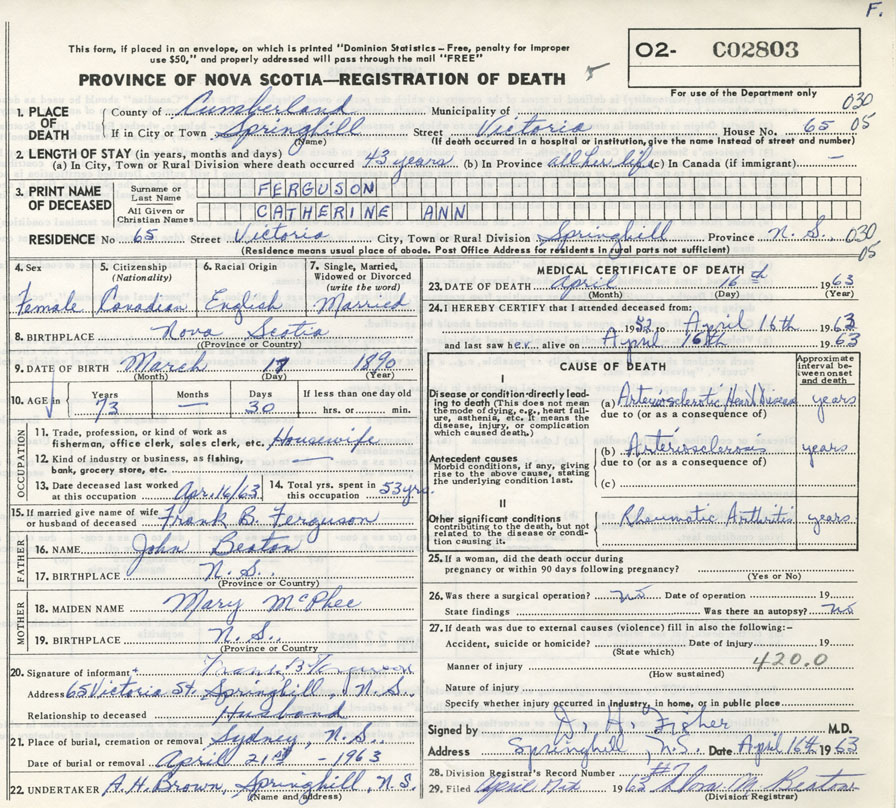 F.
This form, if placed in an envelope, on which is printed "Dominion Statistics – Free, penalty for improper
use $50," and properly addressed will pass through the mail "FREE"
O2- C02803
PROVINCE OF NOVA SCOTIA—REGISTRATION OF DEATH
For use of the Department only
1. PLACE OF DEATH County of Cumberland Municipality of 030
If in City or Town Springhill Street Victoria House No. 65 05
(Name) (If death occurred in a hospital or institution, give the name instead of street and number)
2. LENGTH OF STAY (in years, months and days)
(a) In City, Town or Rural Division where death occurred 43 years (b) In Province all her life (c) In Canada (if immigrant) —
3. PRINT NAME OF DECEASED Surname or Last Name FERGUSON
All Given or Christian Names CATHERINE ANN
RESIDENCE No 65 Street Victoria City, Town or Rural Division Springhill Province N.S. 030
(Residence means usual place of abode. Post Office Address for residents in rural parts not sufficient) 05
4. Sex 5. Citizenship (Nationality) 6. Racial Origin 7. Single, Married, Widowed or Divorced (write the word)
Female Canadian English Married
8. BIRTHPLACE Nova Scotia
(Province or Country)
9. DATE OF BIRTH March 17 1890
(Month) (Day) (Year)
10. AGE in Years Months Days If less than one day old
73 — 30 hrs. or min.
OCCUPATION
11. Trade, profession, or kind of work as
fisherman, office clerk, sales clerk, etc. Housewife
12. Kind of industry or business, as fishing,
bank, grocery store, etc. —
13. Date deceased last worked at this occupation Apr. 16/63 14. Total yrs. spent in this occupation 53 yrs.
15. If married give name of wife
or husband of deceased Frank B. Ferguson
FATHER
16. NAME John Beaton
17. BIRTHPLACE N.S.
(Province or Country)
MOTHER
18. MAIDEN NAME Mary McPhee
19. BIRTHPLACE N.S.
(Province or Country
20. Signature of informant Frank B Ferguson
Address 65 Victoria St. Springhill, N.S.
Relationship to deceased Husband
21. Place of burial, cremation or removal Sydney, N.S.
Date of burial or removal April 21st - 1963
22. UNDERTAKER A.H. Brown, Springhill, N.S.
(Name and address)
MEDICAL CERTIFICATE OF DEATH
23. DATE OF DEATH April 16 1963
(Month) (Day) (Year)
24. I HEREBY CERTIFY that I attended deceased from:
1952 to April 16th 1963
and last saw her alive on April 16th 1963
CAUSE OF DEATH
Approximate interval between onset and death
I
Disease or condition directly leading to death (This does not mean the mode of dying, e.g., heart failure, asthenia, etc. It means the disease, injury, or complication which caused death.)
(a) Arteriosclerotic Heart Disease years
due to (or as a consequence of)
Antecedent causes
Morbid conditions, if any, giving rise to the above cause, stating the underlying condition last.
(b) Arteriosclerosis years
due to (or as a consequence of)
(c)
II
Other significant conditions
contributing to the death, but not related to the disease or condition causing it.
Rheumatic Arthritis years
25. If a woman, did the death occur during
pregnancy or within 90 days following pregnancy?
(Yes or No)
26. Was there a surgical operation? no Date of operation 19
State findings Was there an autopsy? no
27. If death was due to external causes (violence) fill in also the following:–
Accident, suicide or homicide? Date of injury 19
(State which)
Manner of injury 420.0
(How sustained)
Nature of injury
Specify whether injury occurred in industry, in home, or in public place
Signed by D. H. Fisher M.D.
Address Springhill, N.S. Date April 16th 1963
28. Division Registrar's Record Number
29. Filed April 1963
(Division Registrar)